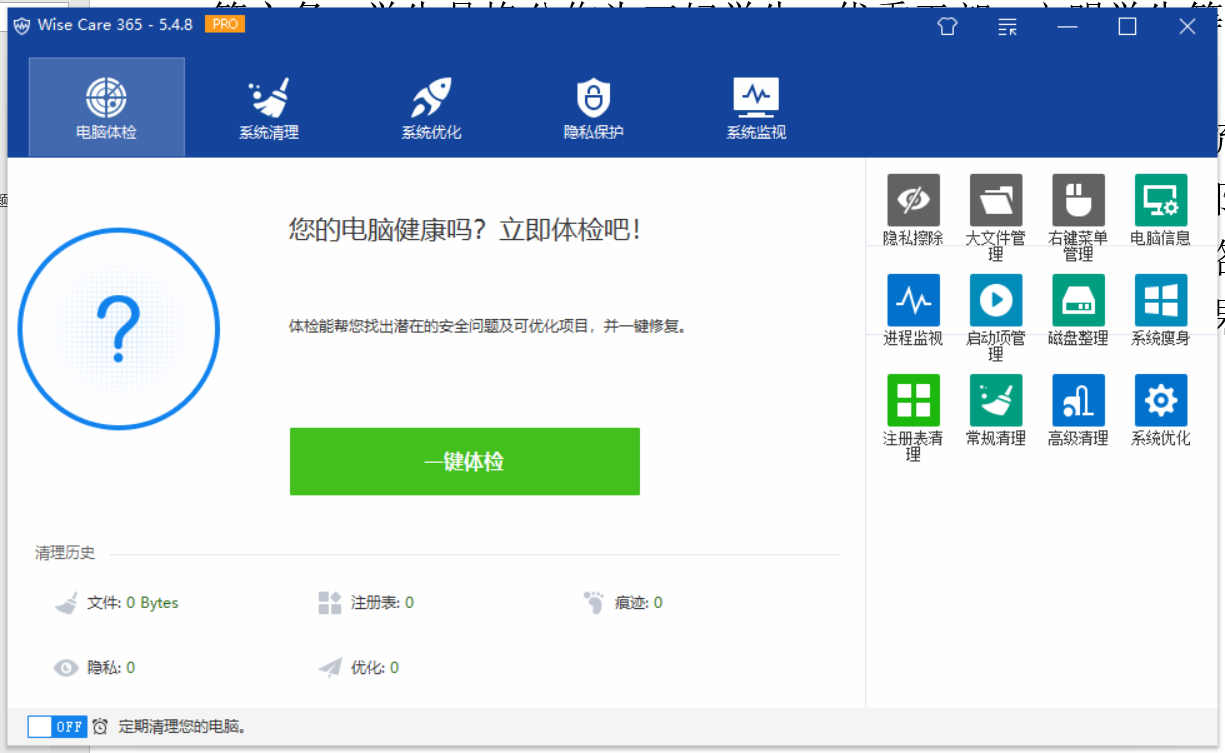 Wise Care 365 - 5.4.8 PRO
电脑体检
系统清理
系统优化
隐私保护
系统监视
您的电脑健康吗？立即体检吧！
体检能帮您找出潜在的安全问题及可优化项目，并一键修复。
一键体检
清理历史
文件: 0 Bytes
注册表: 0
痕迹: 0
隐私: 0
优化: 0
OFF 定期清理您的电脑。
隐私擦除
大文件管
理
右键菜单
管理
电脑信息
进程监视
启动项管
理
磁盘整理
系统瘦身
注册表清
理
常规清理
高级清理
系统优化
题